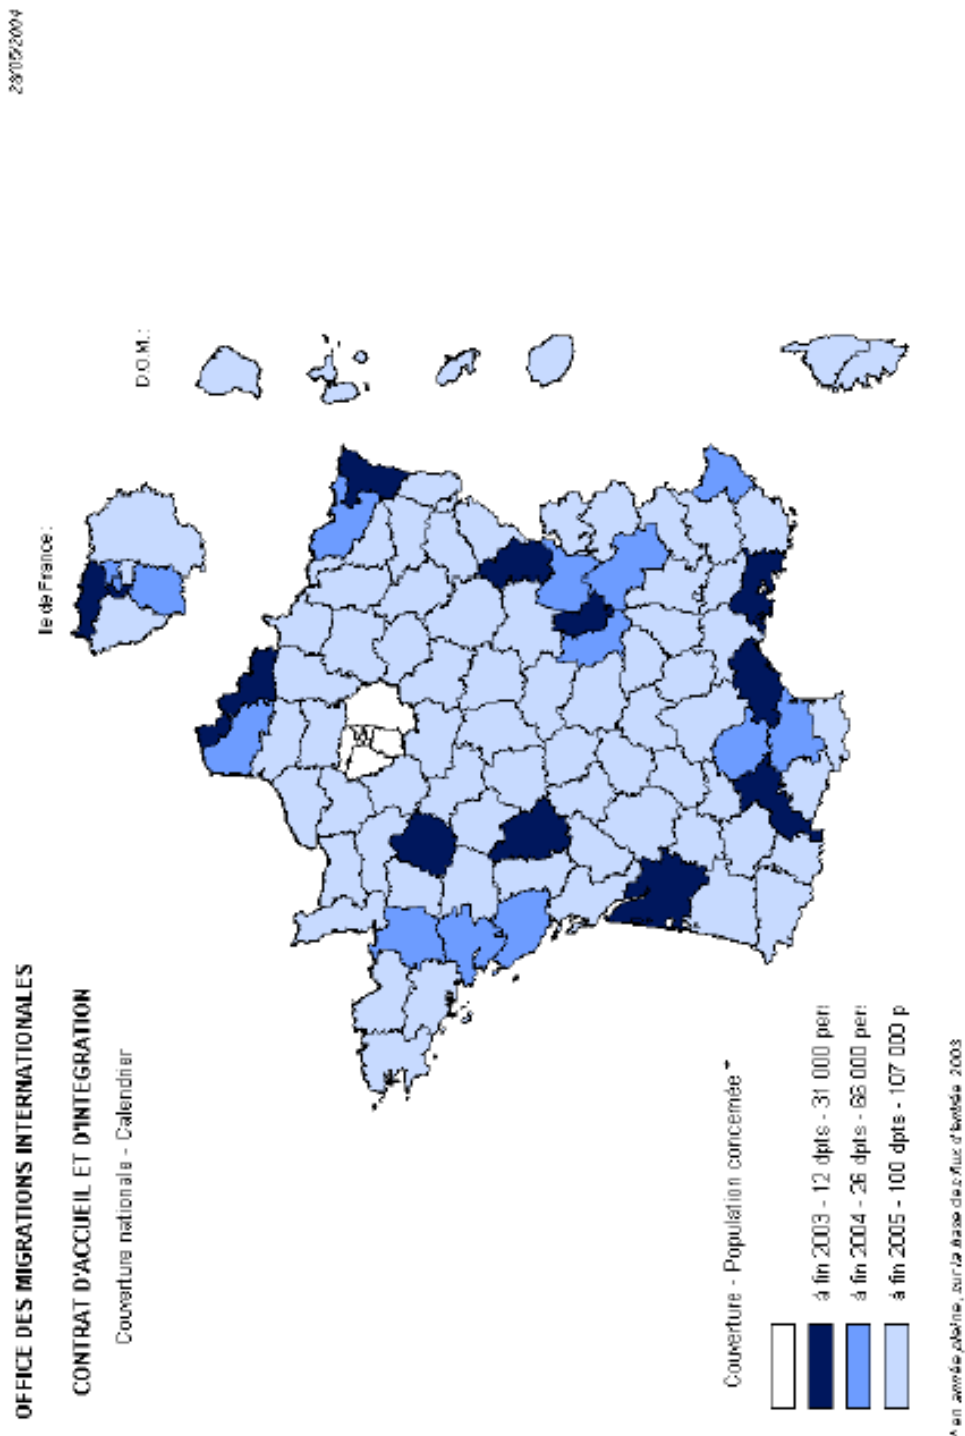 28/05/2004
OFFICE DES MIGRATIONS INTERNATIONALES
CONTRAT D'ACCUEIL ET D'INTEGRATION
Couverture nationale - Calendrier
Ile de France :
D.O.M. :
Couverture - Population concernée *
à fin 2003 - 12 dpts - 31 000 per
à fin 2004 - 26 dpts - 66 000 per
à fin 2005 - 100 dpts - 107 000 p
* en année pleine, sur la base des flux d'entrée 2003